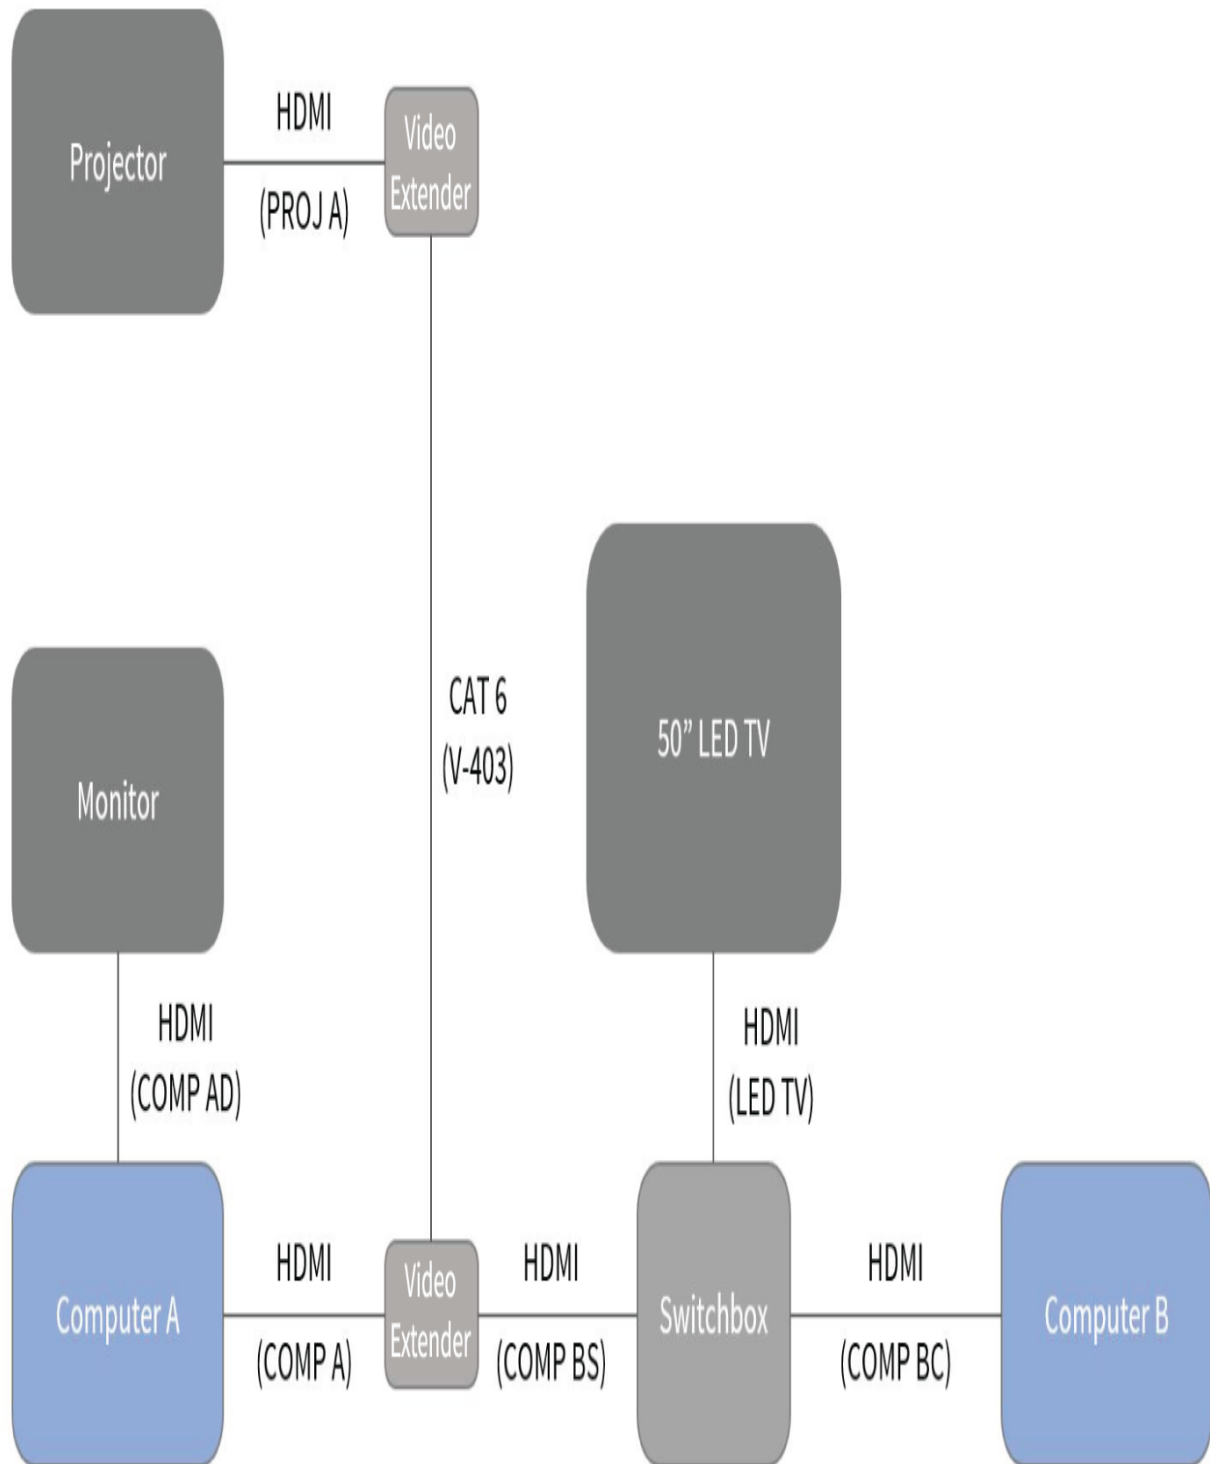 Projector
HDMI
(PROJ A)
Video
Extender
CAT 6
(V-403)
50” LED TV
Monitor
HDMI
(COMP AD)
HDMI
(LED TV)
Computer A
HDMI
(COMP A)
Video
Extender
HDMI
(COMP BS)
Switchbox
HDMI
(COMP BC)
Computer B